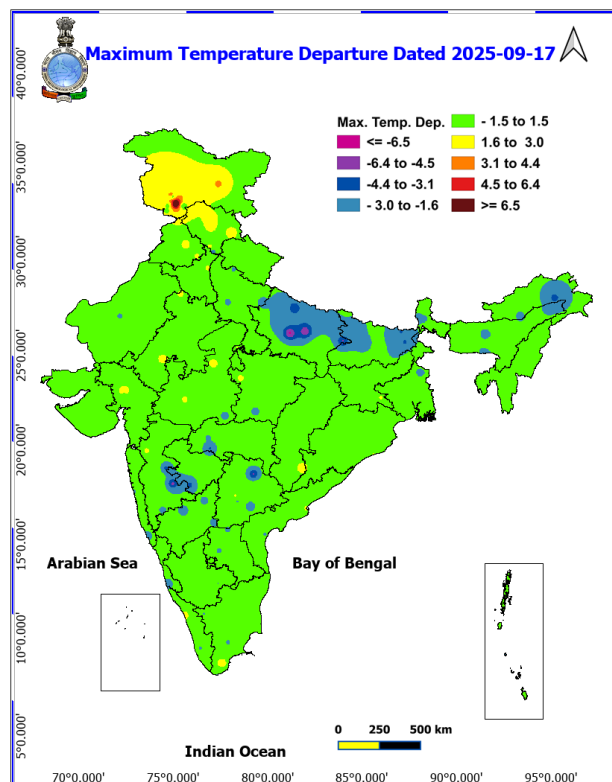 Maximum Temperature Departure Dated 2025-09-17
Max. Temp. Dep.
<= -6.5
-6.4 to -4.5
-4.4 to -3.1
- 3.0 to -1.6
- 1.5 to 1.5
1.6 to 3.0
3.1 to 4.4
4.5 to 6.4
>= 6.5
40°0.000'
35°0.000'
30°0.000'
25°0.000'
20°0.000'
15°0.000'
10°0.000'
5°0.000'
Arabian Sea
Bay of Bengal
Indian Ocean
0 250 500 km
70°0.000' 75°0.000' 80°0.000' 85°0.000' 90°0.000' 95°0.000'